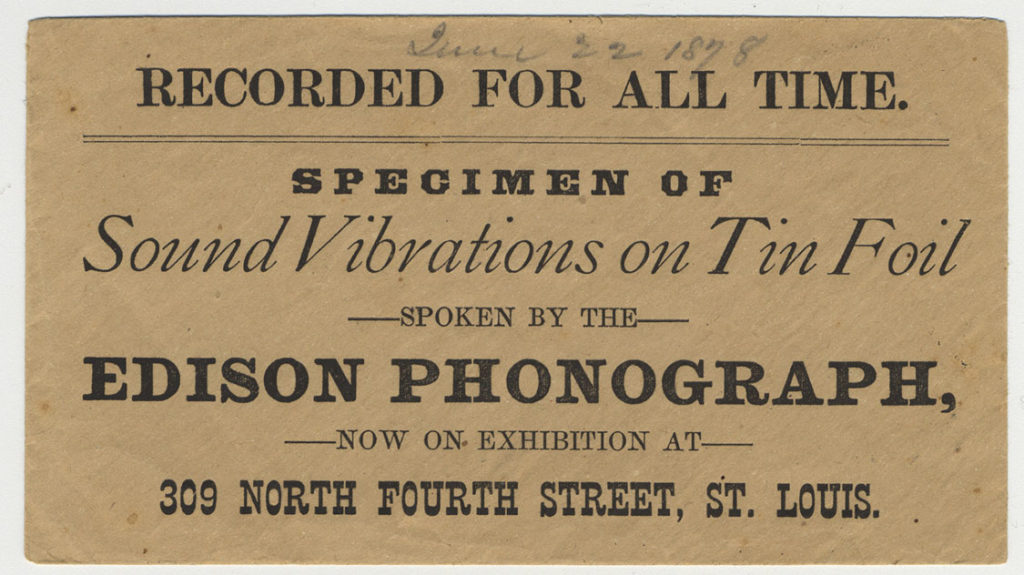 June 22 1878
RECORDED FOR ALL TIME.
SPECIMEN OF
Sound Vibrations on Tin Foil
—SPOKEN BY THE—
EDISON PHONOGRAPH,
—NOW ON EXHIBITION AT—
309 NORTH FOURTH STREET, ST. LOUIS.